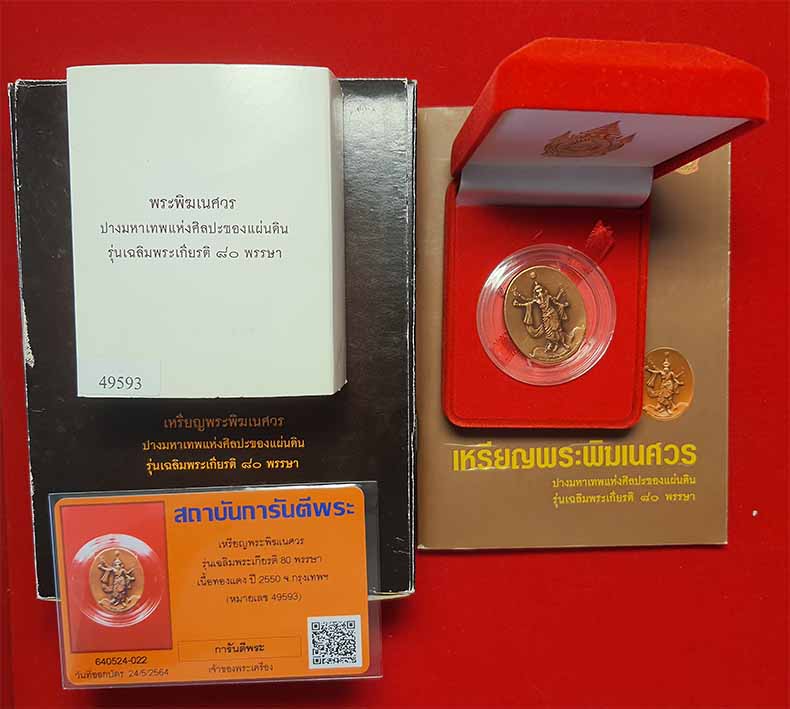 พระพิฆเนศวร
ปางมหาเทพแห่งศิลปะของแผ่นดิน
รุ่นเฉลิมพระเกียรติ ๘๐ พรรษา
49593
เหรียญพระพิฆเนศวร
ปางมหาเทพแห่งศิลปะของแผ่นดิน
รุ่นเฉลิมพระเกียรติ ๘๐ พรรษา
เหรียญพระพิฆเนศวร
ปางมหาเทพแห่งศิลปะของแผ่นดิน
รุ่นเฉลิมพระเกียรติ ๘๐ พรรษา
สถาบันการันตีพระ
เหรียญพระพิฆเนศวร
รุ่นเฉลิมพระเกียรติ 80 พรรษา
เนื้อทองแดง ปี 2550 จ.กรุงเทพฯ
(หมายเลข 49593)
การันตีพระ
เจ้าของพระเครื่อง
640524-022
วันที่ออกบัตร 24/5/2564